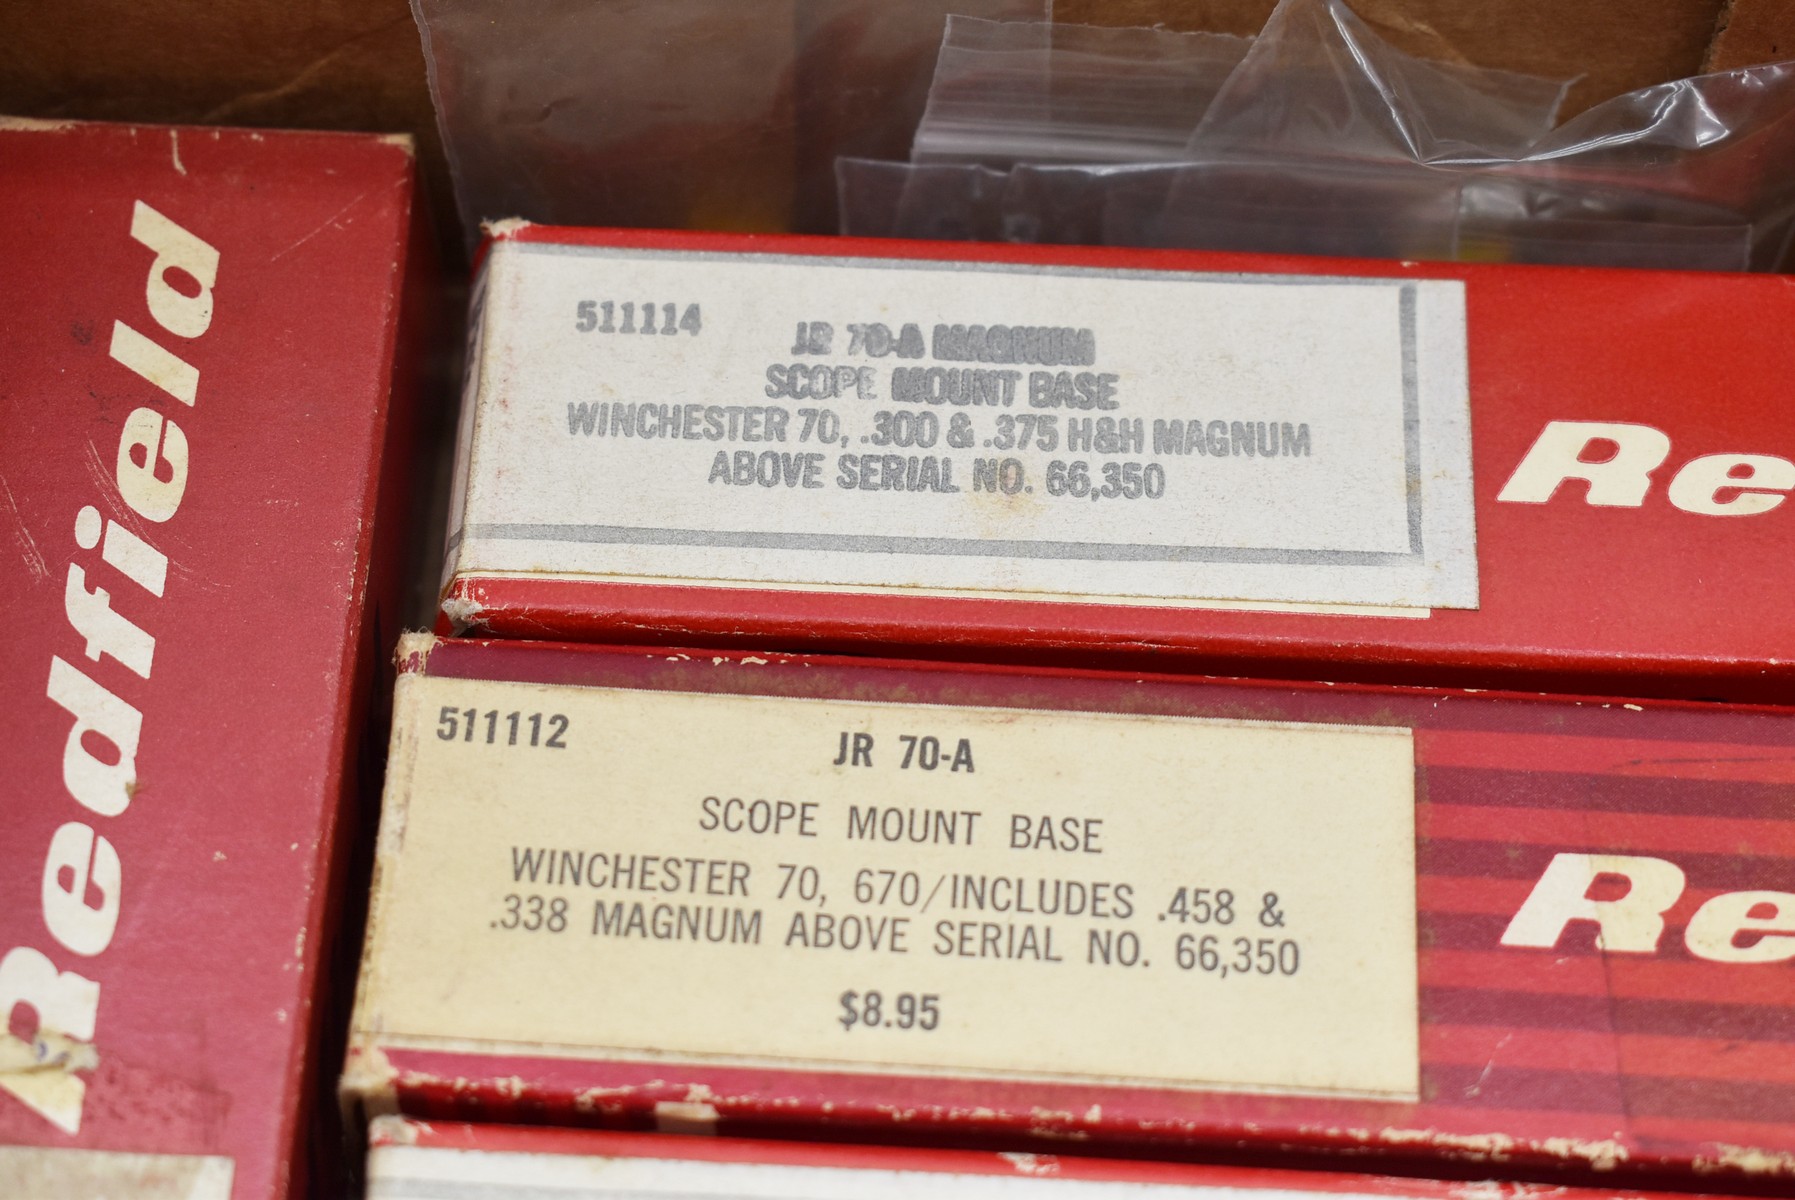 Redfield
511114
JR 70-A MAGNUM
SCOPE MOUNT BASE
WINCHESTER 70, .300 & .375 H&H MAGNUM
ABOVE SERIAL NO. 66,350
Re
511112
JR 70-A
SCOPE MOUNT BASE
WINCHESTER 70, 670/INCLUDES .458 &
.338 MAGNUM ABOVE SERIAL NO. 66,350
$8.95
Re